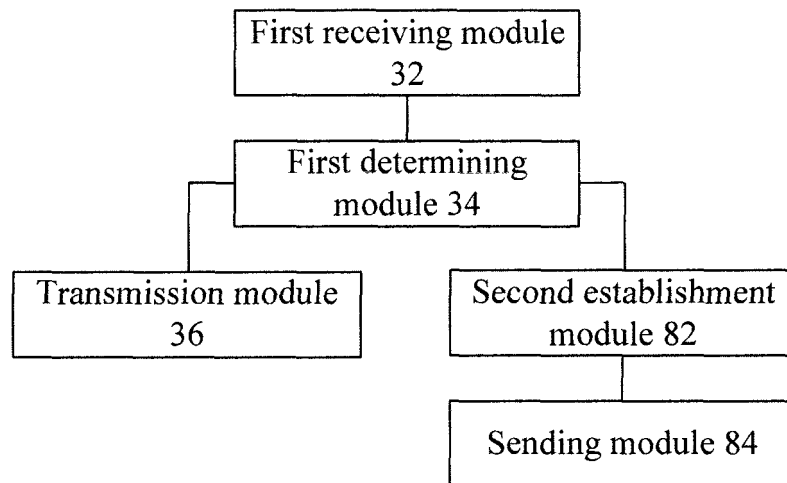 First receiving module
32
First determining
module 34
Transmission module
36
Second establishment
module 82
Sending module 84